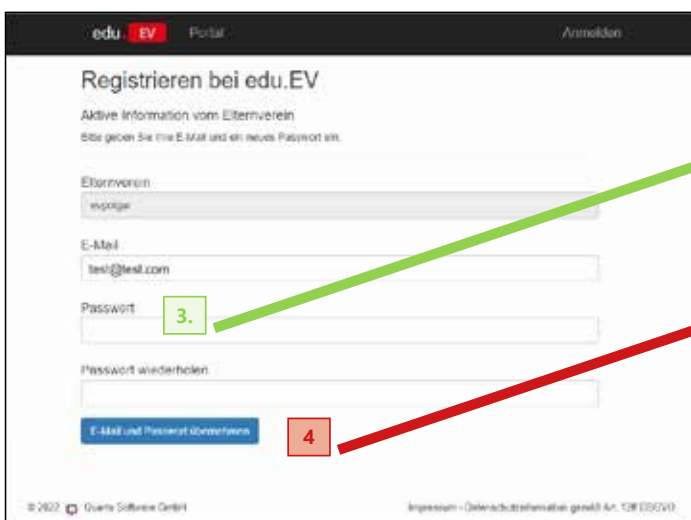 edu. EV Portal Anmelden
Registrieren bei edu.EV
Aktive Information vom Elternverein
Bitte geben Sie Ihre E-Mail und ein neues Passwort ein.
Elternverein
E-Mail
test@test.com
Passwort
3.
Passwort wiederholen
E-Mail und Passwort übernehmen
4
© 2022 Quarte Software GmbH Impressum - Datenschutzinformation gemäß Art. 13ff DSGVO